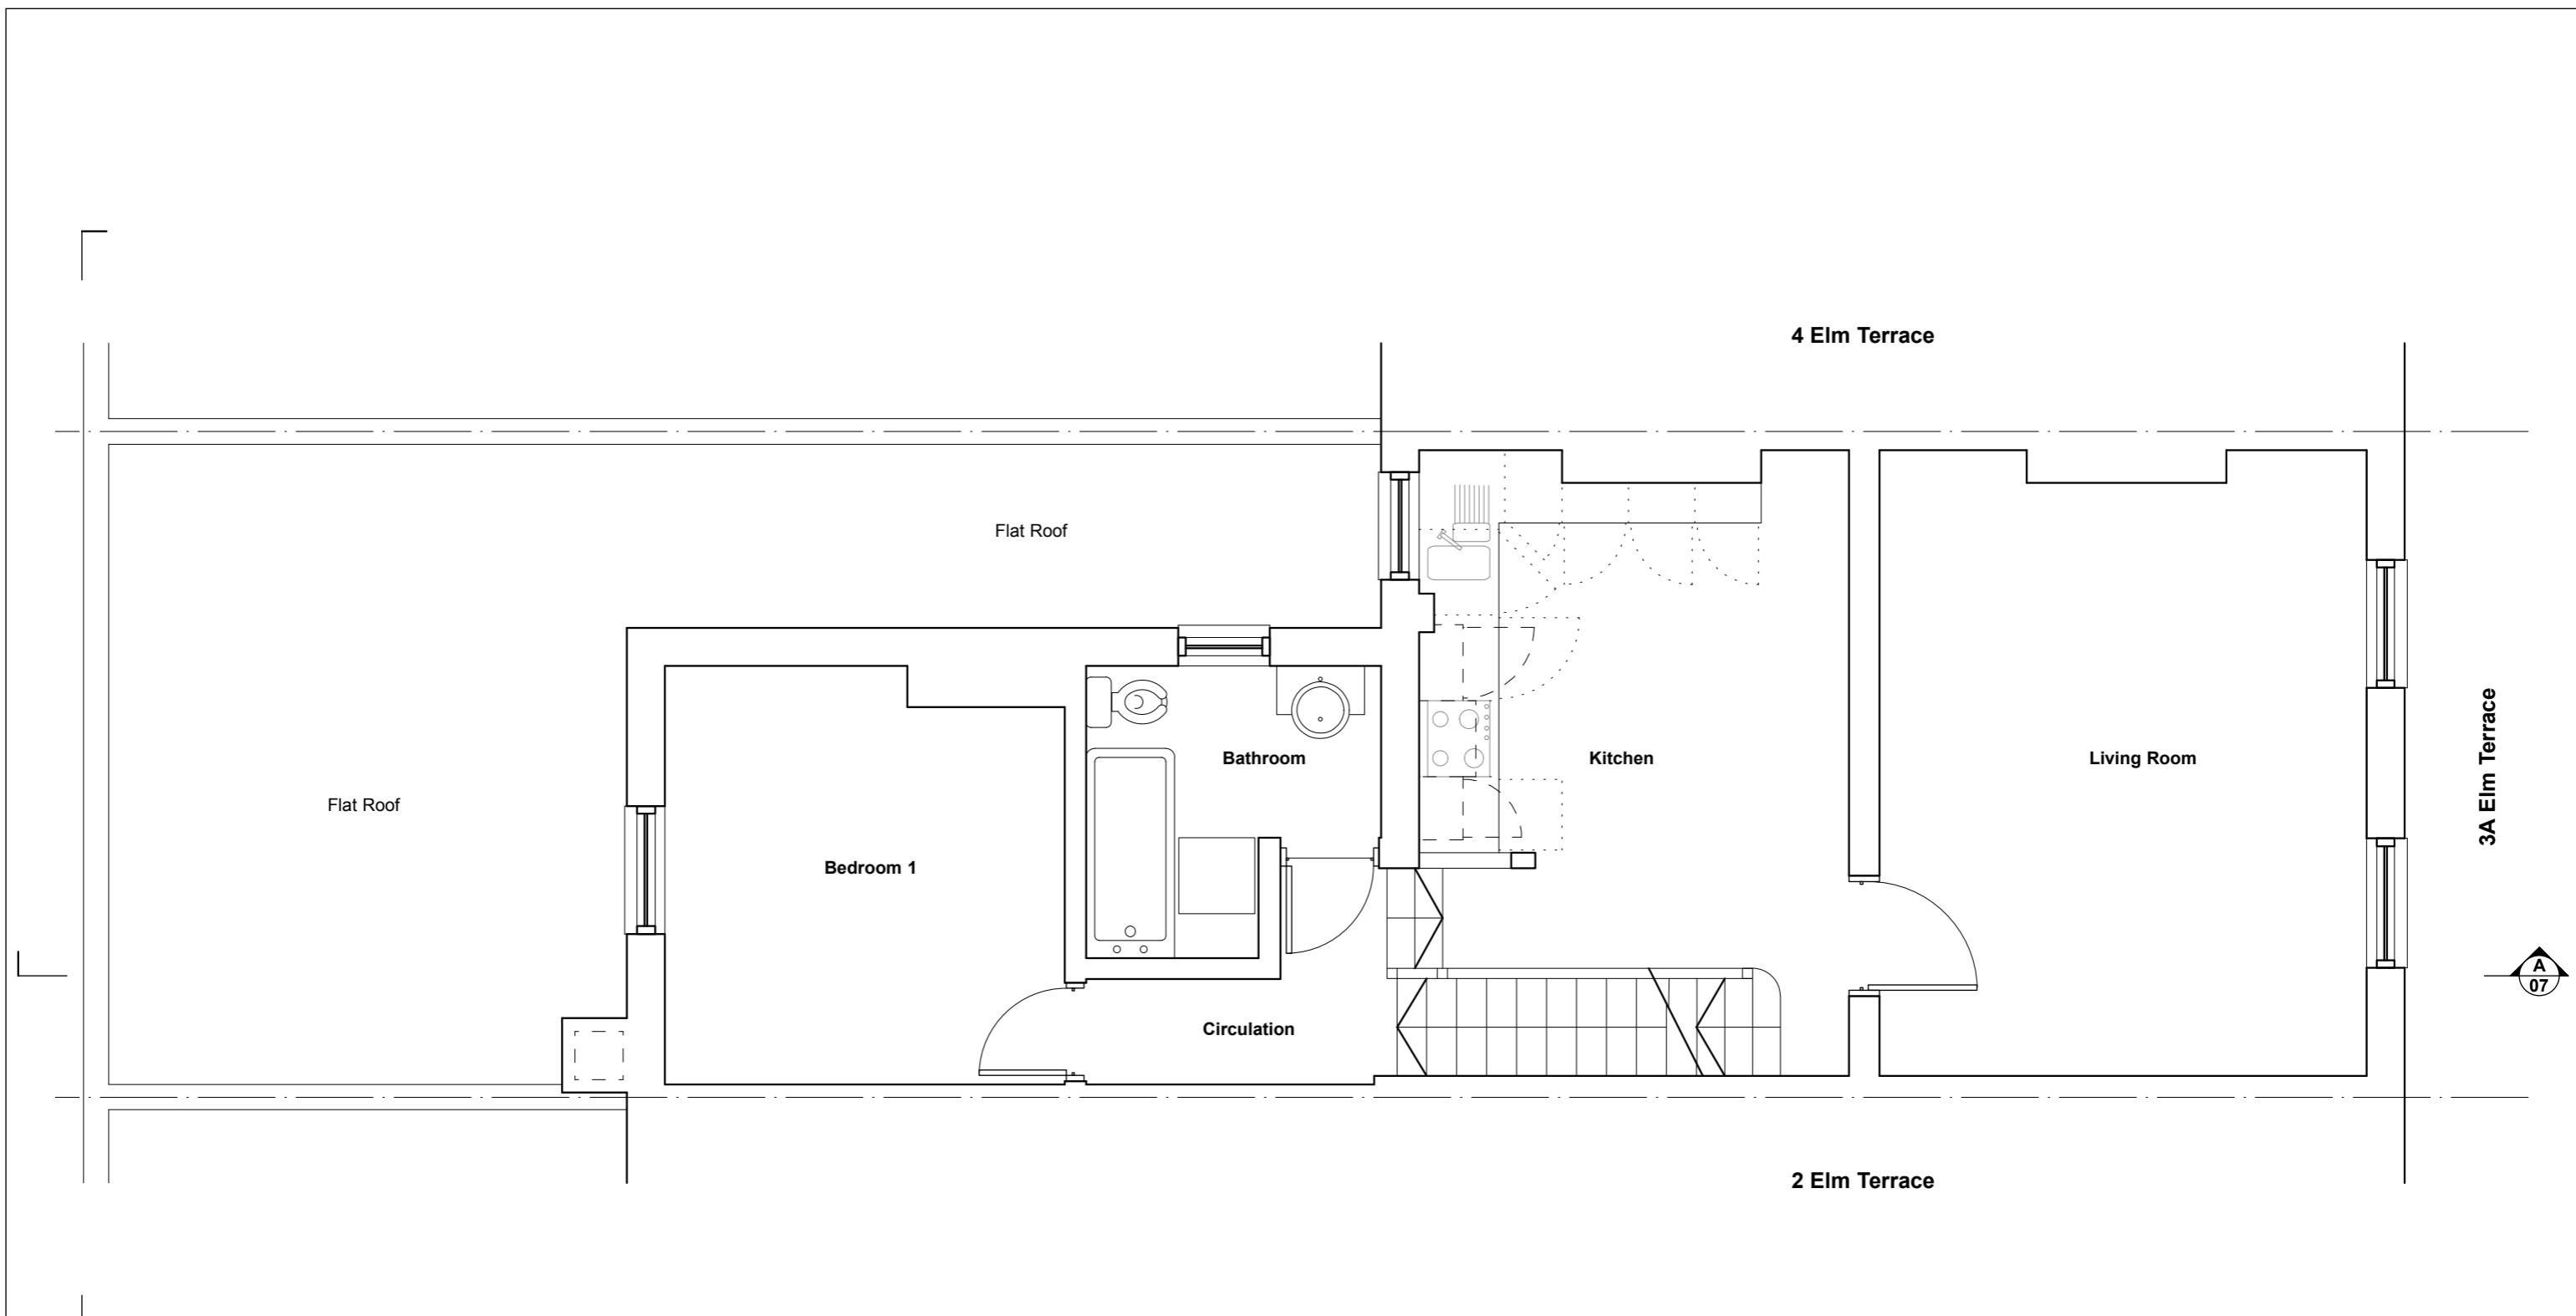 4 Elm Terrace
Flat Roof
3A Elm Terrace
Bathroom
Kitchen
Living Room
Flat Roof
Bedroom 1
A
07
Circulation
2 Elm Terrace